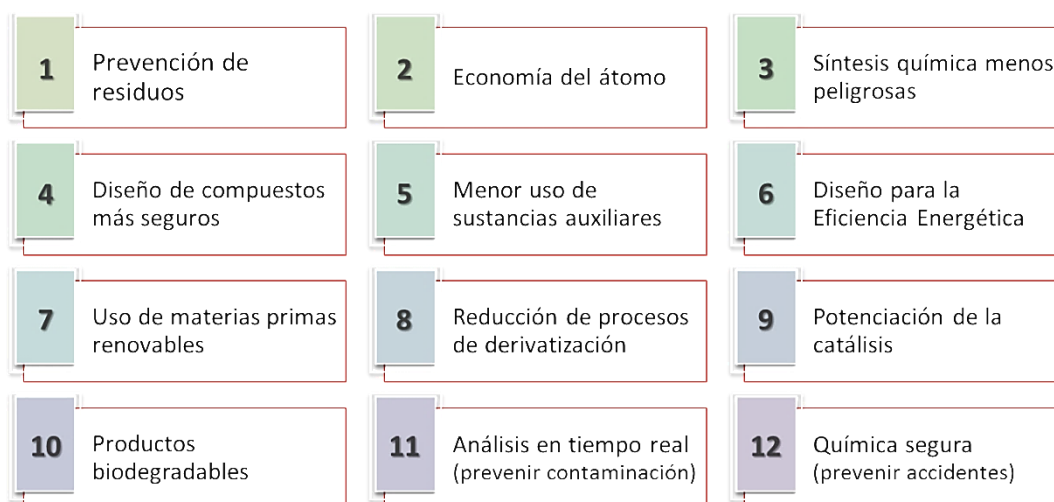 1
Prevención de
residuos
2
Economía del átomo
3
Síntesis química menos
peligrosas
4
Diseño de compuestos
más seguros
5
Menor uso de
sustancias auxiliares
6
Diseño para la
Eficiencia Energética
7
Uso de materias primas
renovables
8
Reducción de procesos
de derivatización
9
Potenciación de la
catálisis
10
Productos
biodegradables
11
Análisis en tiempo real
(prevenir contaminación)
12
Química segura
(prevenir accidentes)